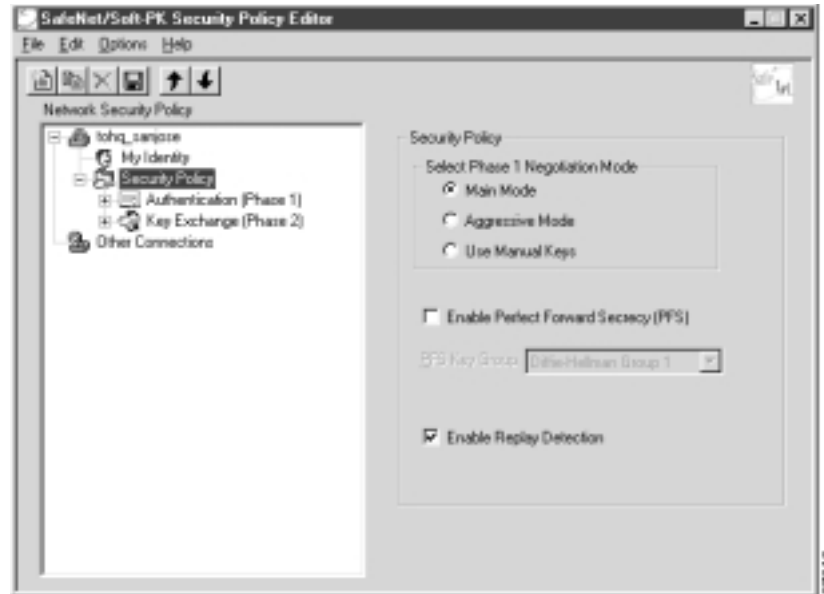 SafeNet/Soft-PK Security Policy Editor
File Edit Options Help
Network Security Policy
tohq_sanjose
My Identity
Security Policy
Authentication (Phase 1)
Key Exchange (Phase 2)
Other Connections
Security Policy
Select Phase 1 Negotiation Mode
Main Mode
Aggressive Mode
Use Manual Keys
Enable Perfect Forward Secrecy (PFS)
PFS Key Group Diffie-Hellman Group 1
Enable Replay Detection